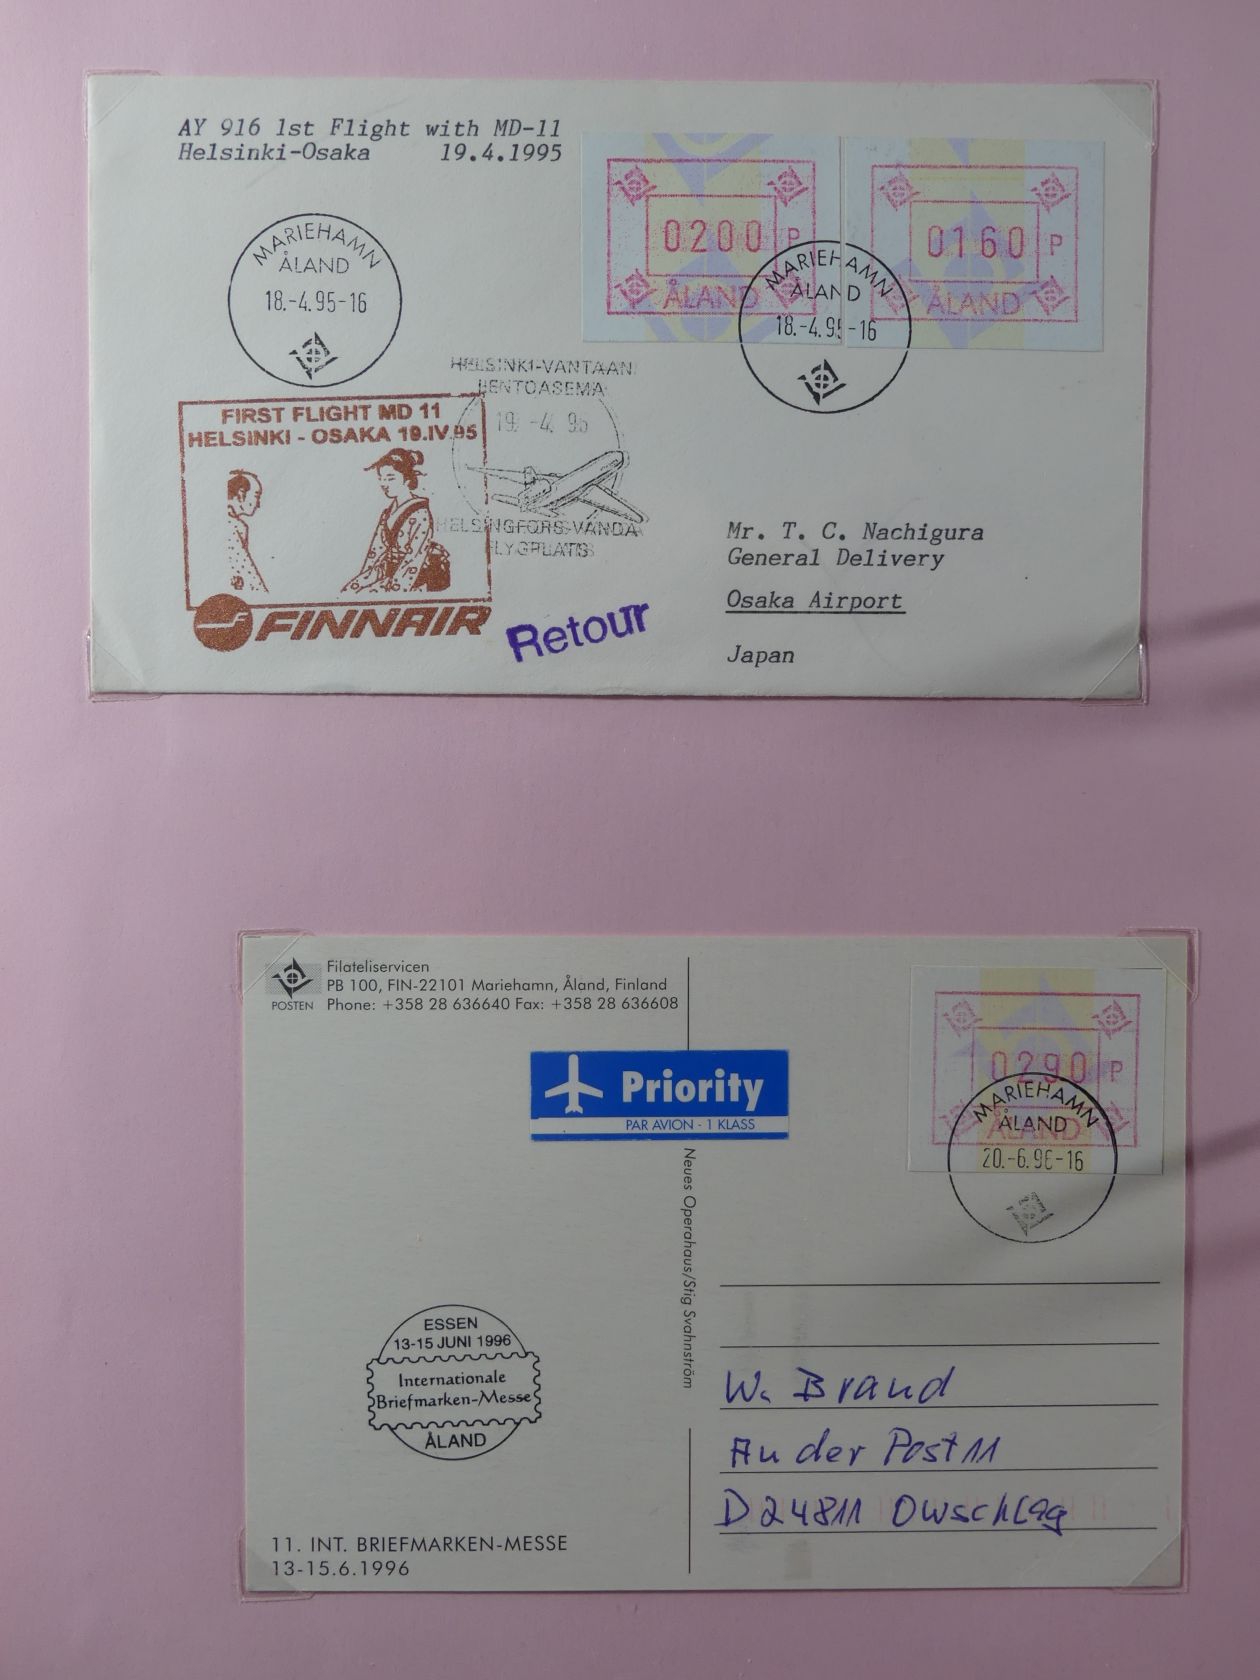 AY 916 1st Flight with MD-11
Helsinki-Osaka 19.4.1995
0200 P
ÅLAND
0160 P
ÅLAND
MARIEHAMN
ÅLAND
18.-4.95-16
MARIEHAMN
ÅLAND
18.-4.95-16
HELSINKI-VANTAAN
LENTOASEMA
19. -4. 95
HELSINGFORS-VANDA
FLYGPLATS
FIRST FLIGHT MD 11
HELSINKI - OSAKA 19.IV.95
FINNAIR
Retour
Mr. T. C. Nachigura
General Delivery
Osaka Airport
Japan
POSTEN
Filateliservicen
PB 100, FIN-22101 Mariehamn, Åland, Finland
Phone: +358 28 636640 Fax: +358 28 636608
Priority
PAR AVION - 1 KLASS
0290 P
ÅLAND
MARIEHAMN
ÅLAND
20.-6.96-16
Neues Operahaus/Stig Svahnström
ESSEN
13-15 JUNI 1996
Internationale
Briefmarken-Messe
ÅLAND
W. Brand
An der Post 11
D 24811 Owschlag
11. INT. BRIEFMARKEN-MESSE
13-15.6.1996